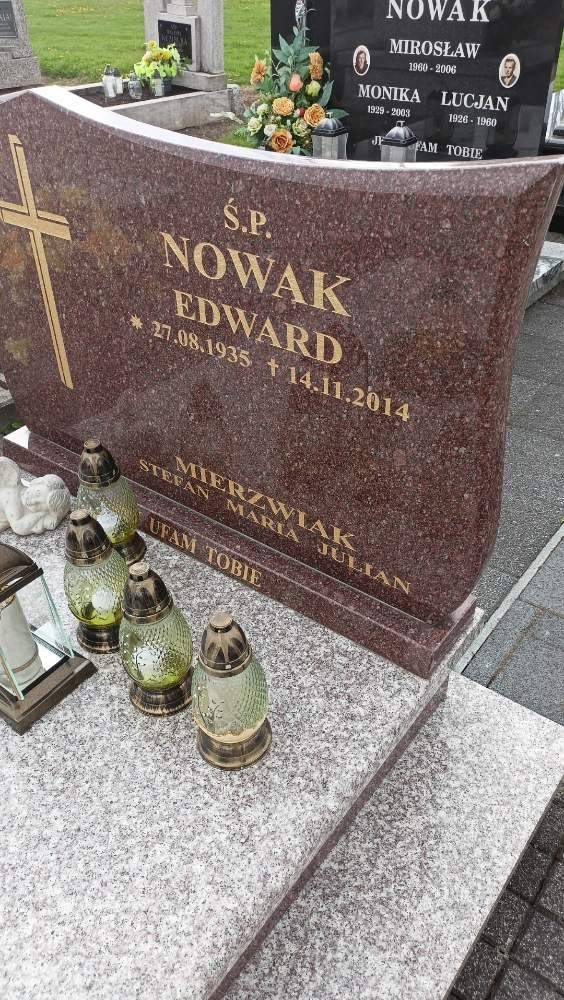 NOWAK
MIROSŁAW
1960 - 2006
MONIKA LUCJAN
1929 - 2003 1926 - 1960
UFAM TOBIE
Ś.P.
NOWAK
EDWARD
* 27.08.1935 † 14.11.2014
MIERZWIAK
STEFAN MARIA JULIAN
UFAM TOBIE